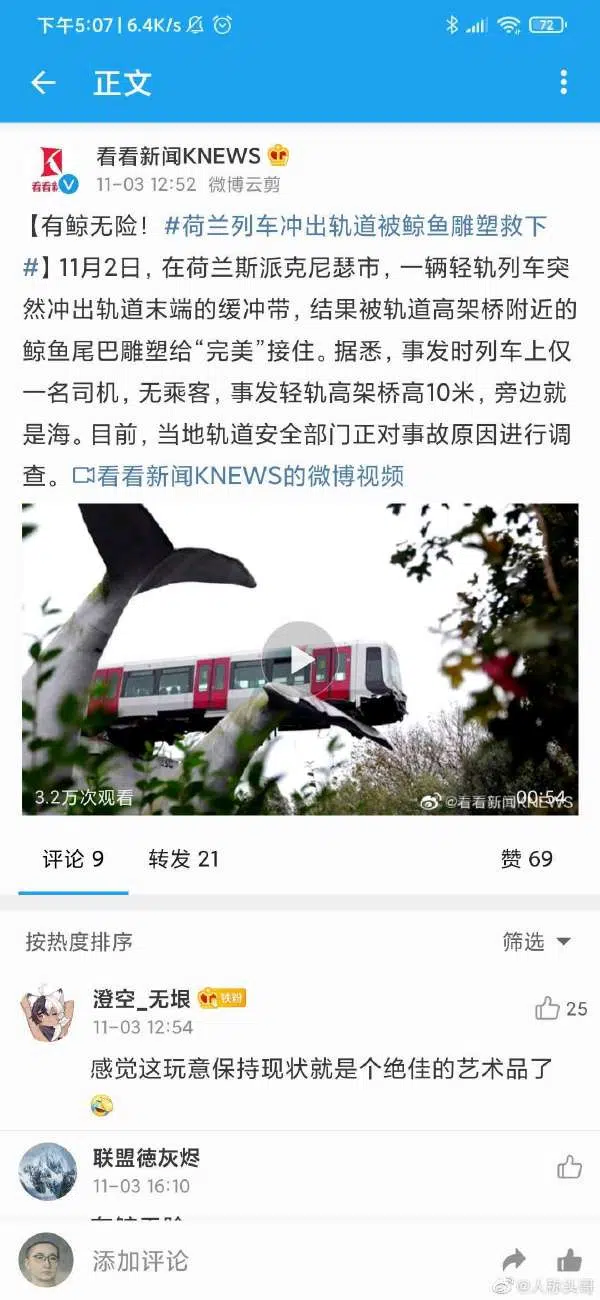 下午5:07 | 6.4K/s
72
正文
看看新闻KNEWS
11-03 12:52 微博云剪
【有鲸无险！#荷兰列车冲出轨道被鲸鱼雕塑救下
#】11月2日，在荷兰斯派克尼瑟市，一辆轻轨列车突
然冲出轨道末端的缓冲带，结果被轨道高架桥附近的
鲸鱼尾巴雕塑给“完美”接住。据悉，事发时列车上仅
一名司机，无乘客，事发轻轨高架桥高10米，旁边就
是海。目前，当地轨道安全部门正对事故原因进行调
查。看看新闻KNEWS的微博视频
3.2万次观看
@看看新闻KNEWS
00:54
评论 9 转发 21 赞 69
按热度排序 筛选
澄空_无垠 铁粉
11-03 12:54
25
感觉这玩意保持现状就是个绝佳的艺术品了
联盟徳灰烬
11-03 16:10
添加评论
@人称头哥